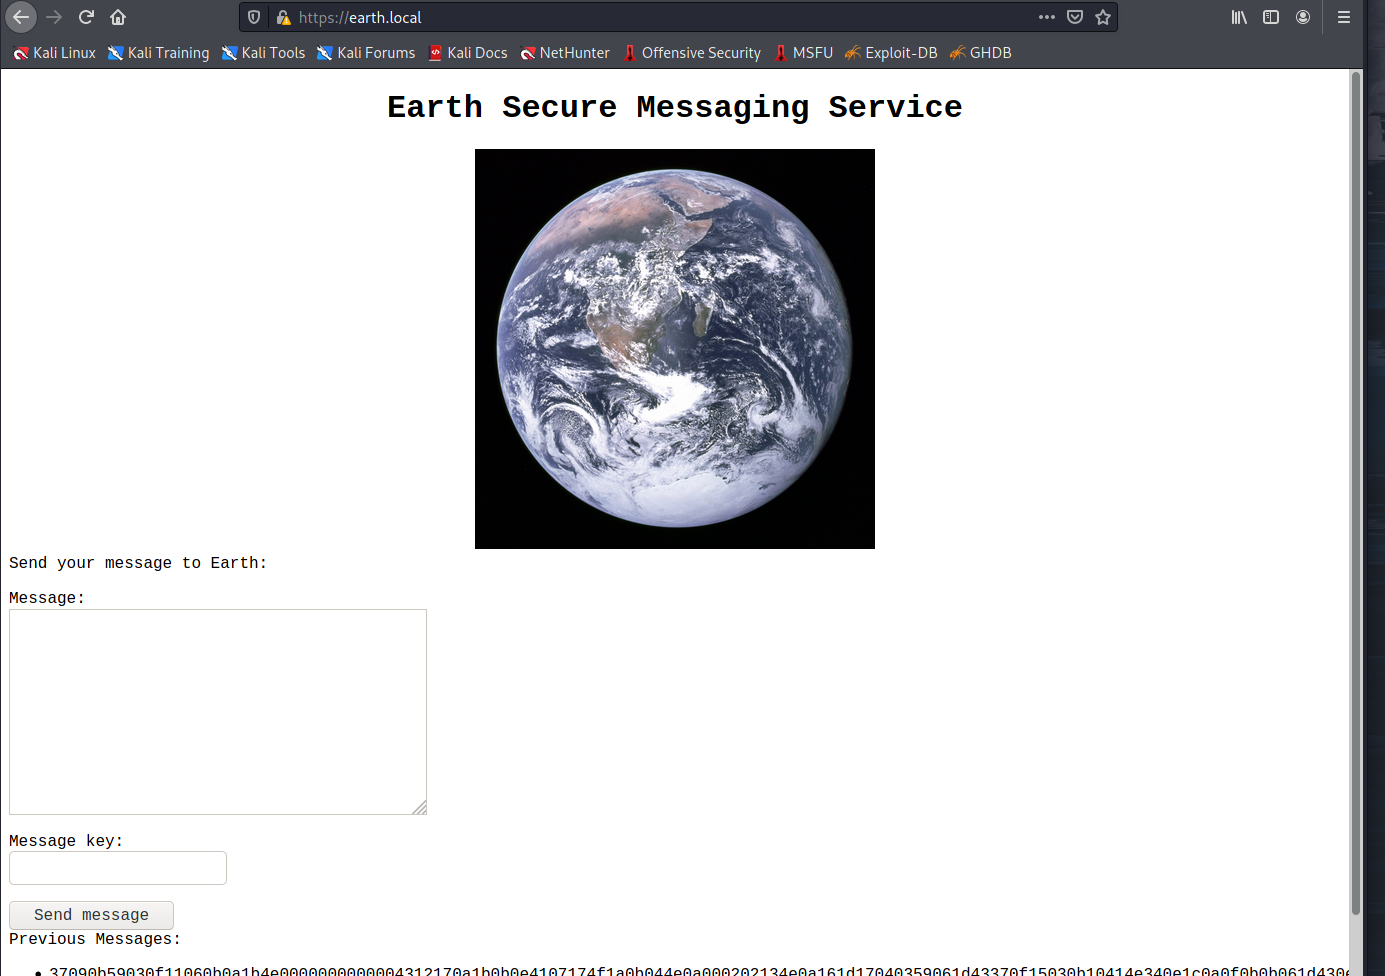 https://earth.local
Kali Linux Kali Training Kali Tools Kali Forums Kali Docs NetHunter Offensive Security MSFU Exploit-DB GHDB
Earth Secure Messaging Service
Send your message to Earth:
Message:
Message key:
Send message
Previous Messages: